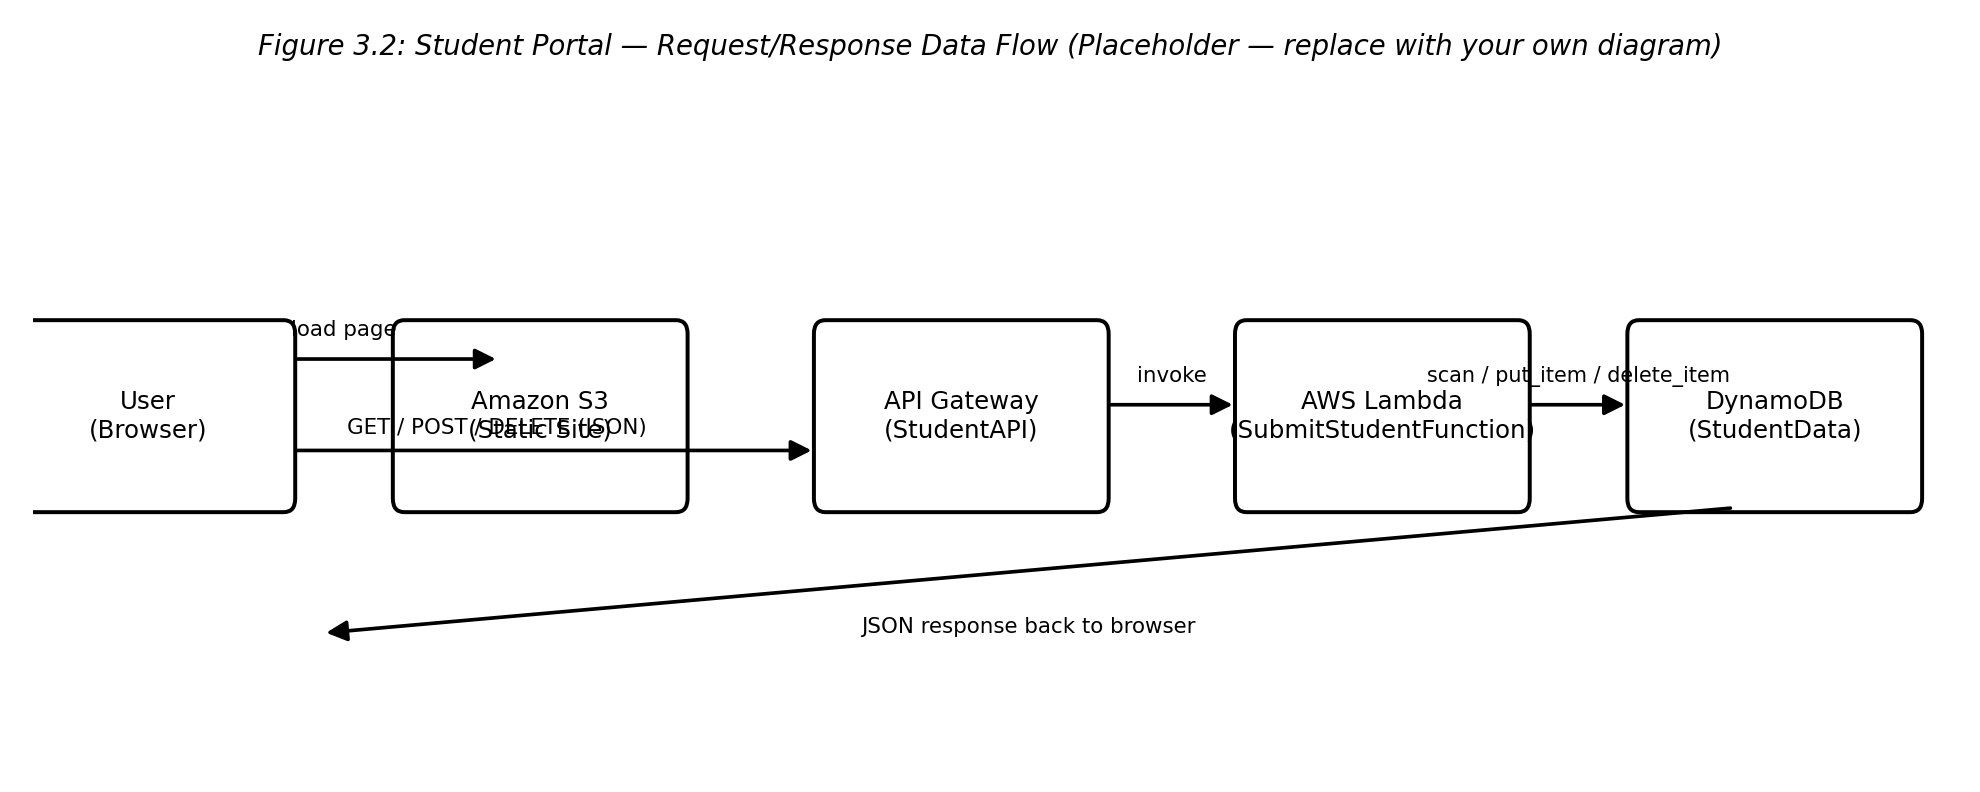 Figure 3.2: Student Portal — Request/Response Data Flow (Placeholder — replace with your own diagram)
load page
User
(Browser)
Amazon S3
(Static Site)
GET / POST / DELETE (JSON)
API Gateway
(StudentAPI)
invoke
AWS Lambda
(SubmitStudentFunction)
scan / put_item / delete_item
DynamoDB
(StudentData)
JSON response back to browser